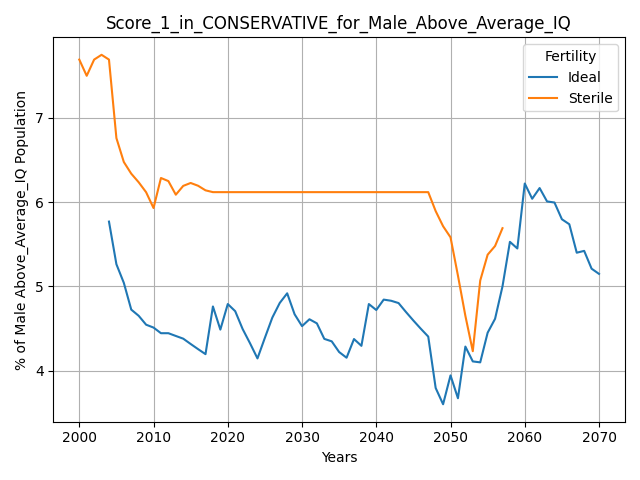 Score_1_in_CONSERVATIVE_for_Male_Above_Average_IQ
Fertility
Ideal
Sterile
% of Male Above_Average_IQ Population
7
6
5
4
2000 2010 2020 2030 2040 2050 2060 2070
Years